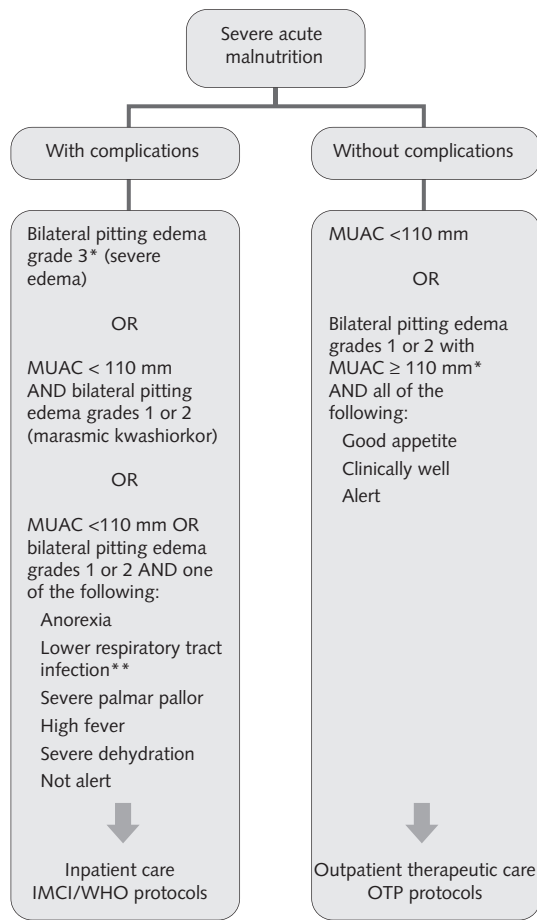 Severe acute
malnutrition
With complications
Without complications
Bilateral pitting edema
grade 3* (severe
edema)
OR
MUAC < 110 mm
AND bilateral pitting
edema grades 1 or 2
(marasmic kwashiorkor)
OR
MUAC <110 mm OR
bilateral pitting edema
grades 1 or 2 AND one
of the following:
Anorexia
Lower respiratory tract
infection**
Severe palmar pallor
High fever
Severe dehydration
Not alert
Inpatient care
IMCI/WHO protocols
MUAC <110 mm
OR
Bilateral pitting edema
grades 1 or 2 with
MUAC ≥ 110 mm*
AND all of the
following:
Good appetite
Clinically well
Alert
Outpatient therapeutic care
OTP protocols